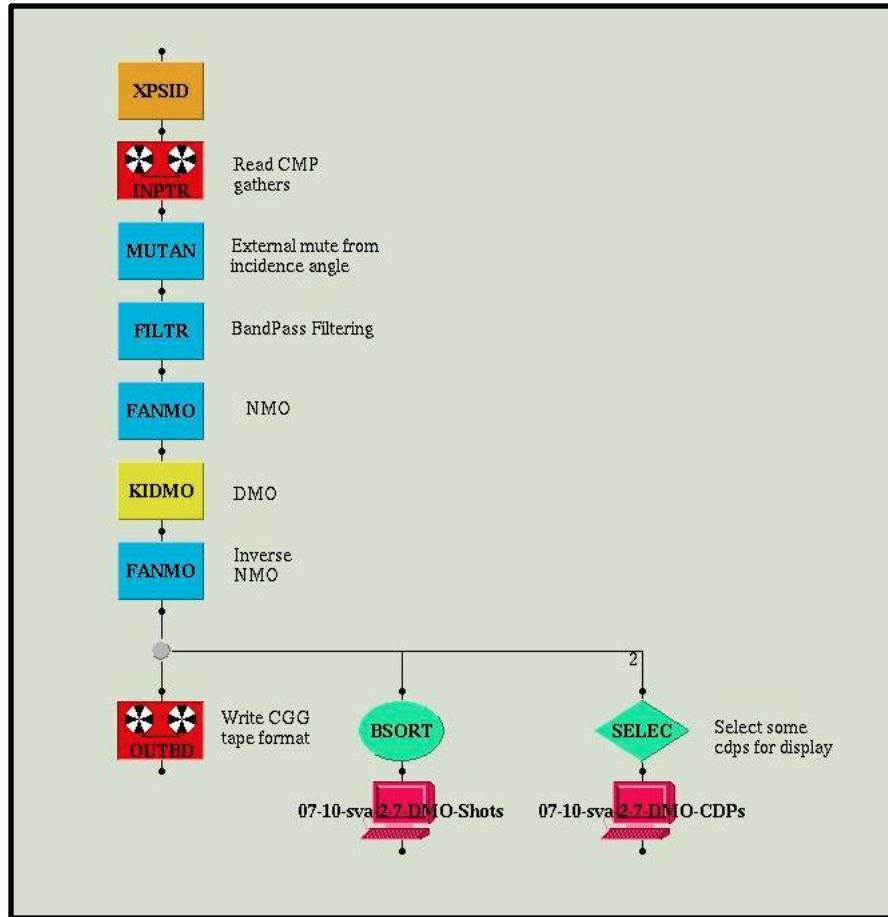 XPSID
INPTR
Read CMP
gathers
MUTAN
External mute from
incidence angle
FILTR
BandPass Filtering
FANMO
NMO
KIDMO
DMO
FANMO
Inverse
NMO
2
OUTBD
Write CGG
tape format
BSORT
SELEC
Select some
cdps for display
07-10-sva-2-7-DMO-Shots
07-10-sva-2-7-DMO-CDPs